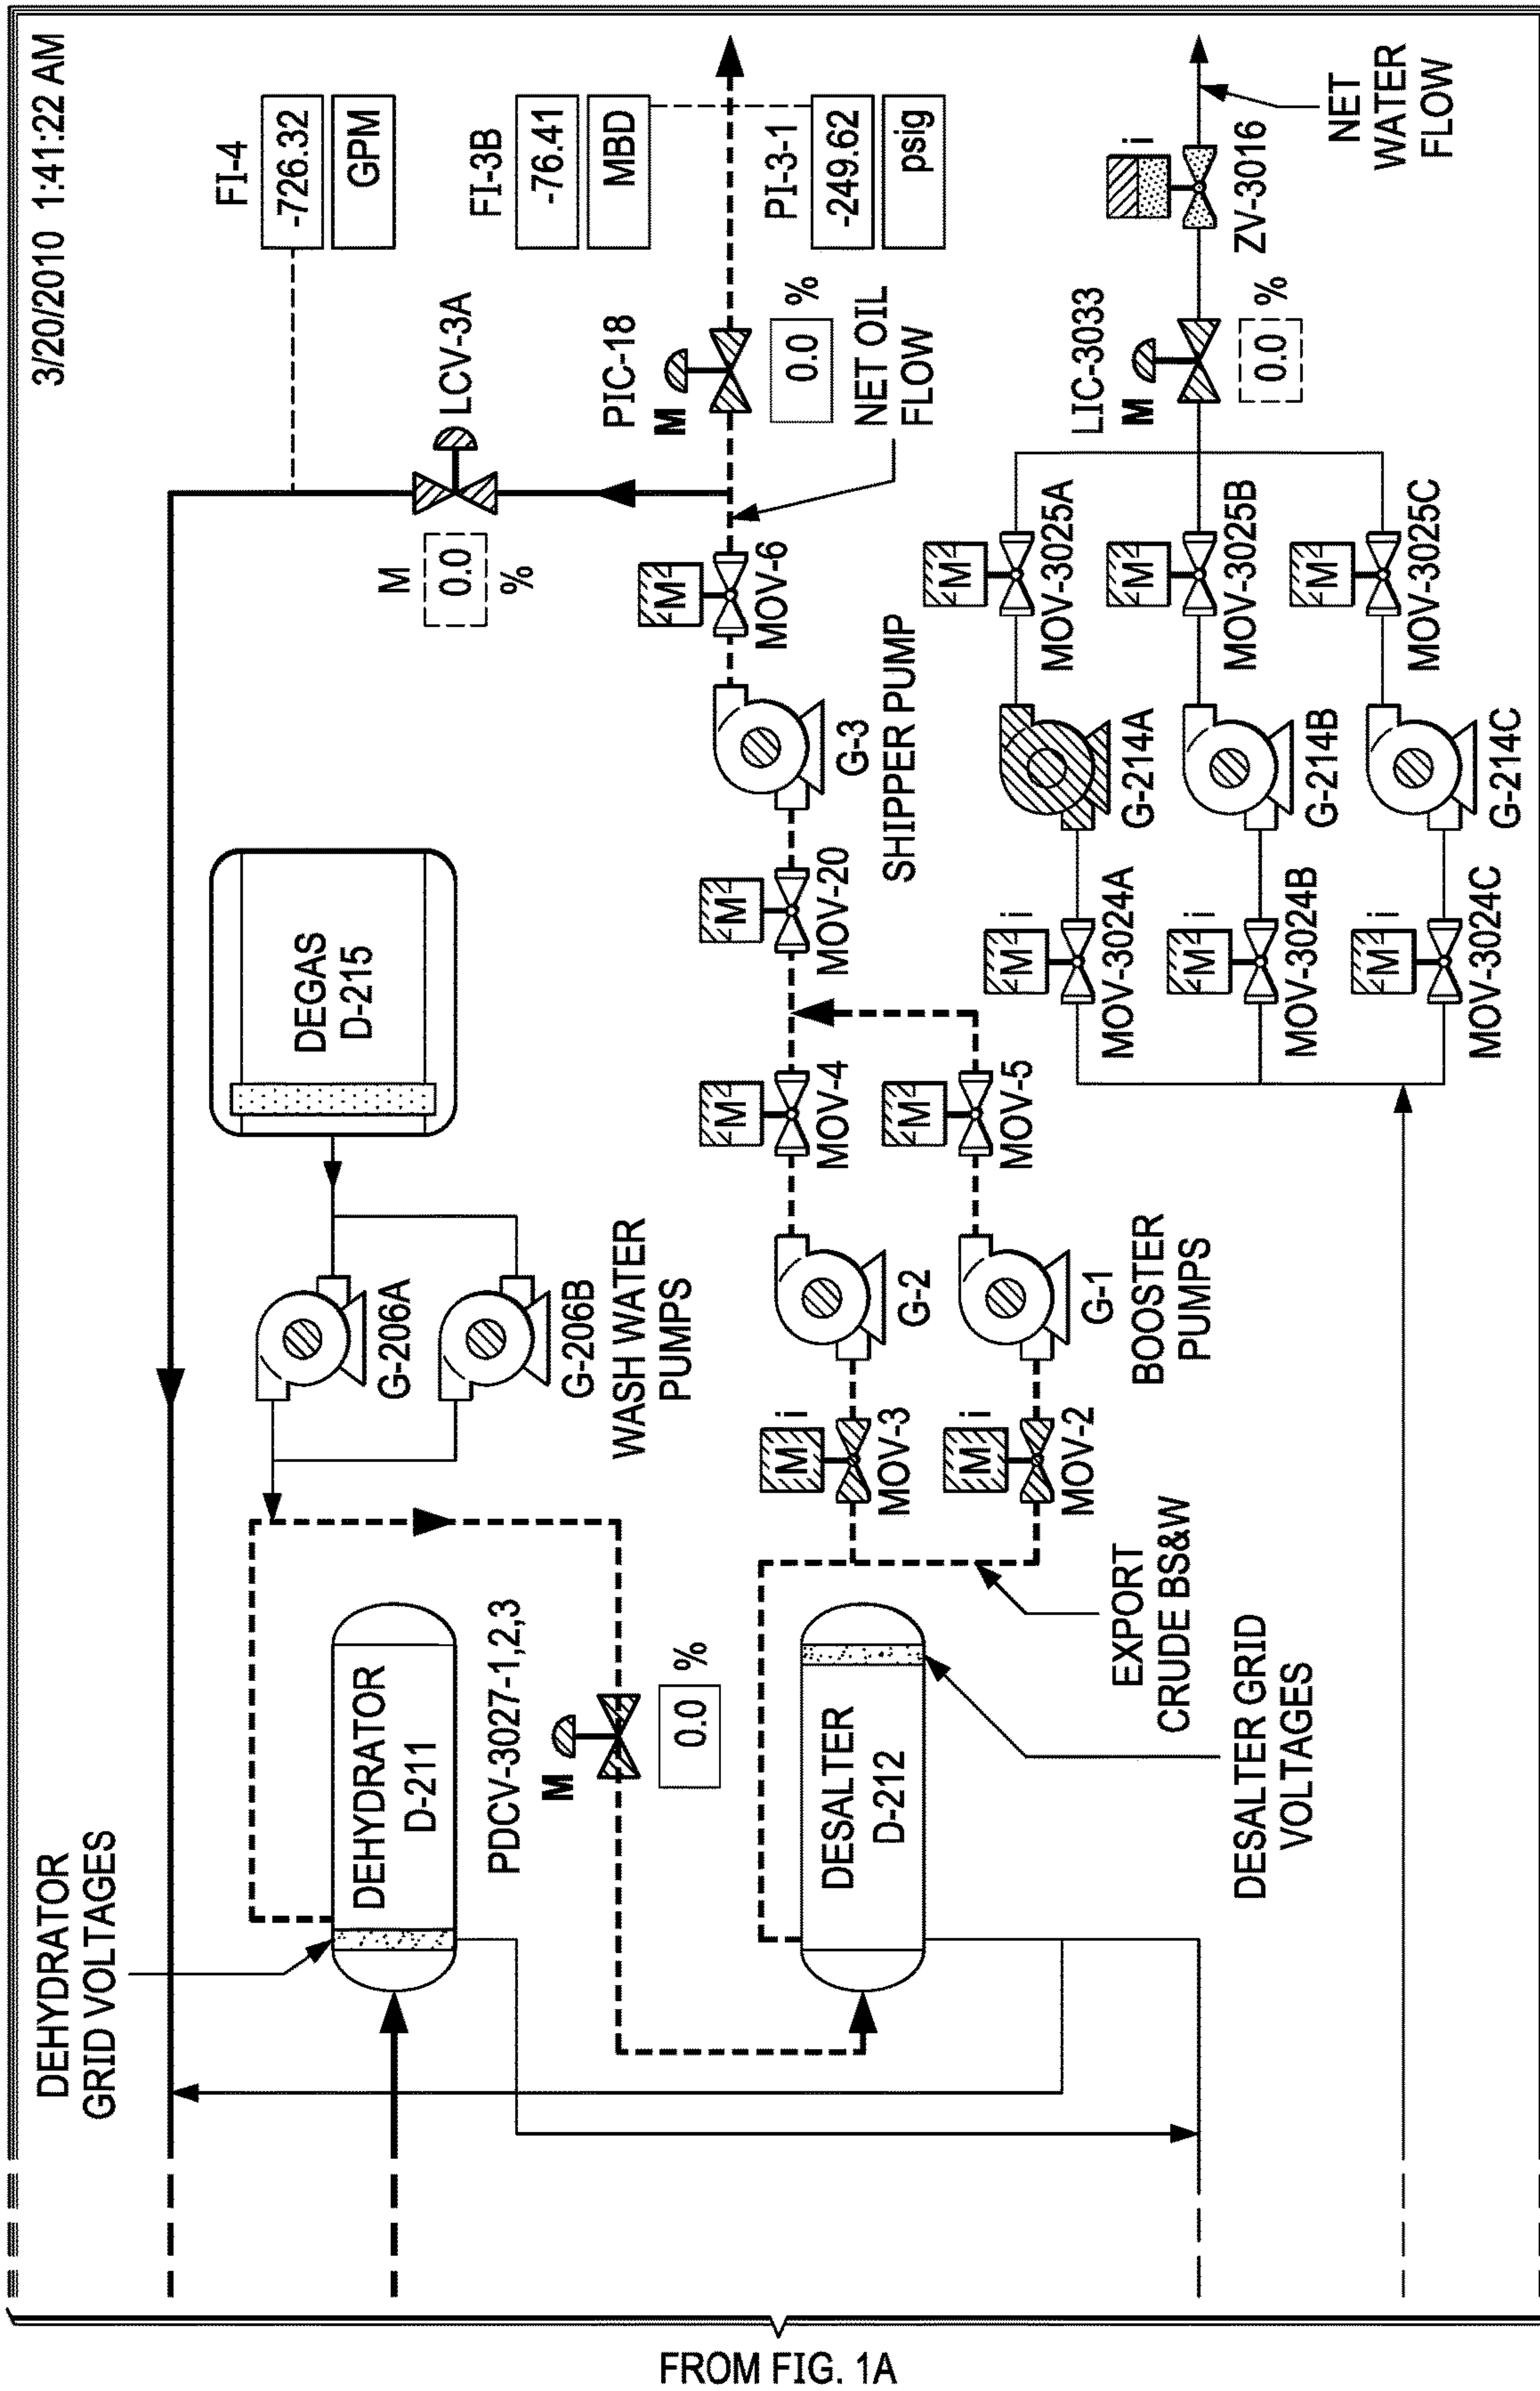 3/20/2010 1:41:22 AM
FI-4
-726.32
GPM
FI-3B
-76.41
MBD
PI-3-1
-249.62
psig
LCV-3A
M
0.0
%
PIC-18
M
0.0 %
NET OIL
FLOW
MOV-6
M
G-3
SHIPPER PUMP
MOV-20
M
DEGAS
D-215
G-206A
G-206B
WASH WATER
PUMPS
MOV-4
M
MOV-5
M
G-2
G-1
BOOSTER
PUMPS
M i
MOV-3
M i
MOV-2
EXPORT
CRUDE BS&W
DEHYDRATOR
GRID VOLTAGES
DEHYDRATOR
D-211
PDCV-3027-1,2,3
M
0.0 %
DESALTER
D-212
DESALTER GRID
VOLTAGES
M i
MOV-3024A
M i
MOV-3024B
M i
MOV-3024C
G-214A
G-214B
G-214C
M
MOV-3025A
M
MOV-3025B
M
MOV-3025C
LIC-3033
M
0.0 %
i
ZV-3016
NET
WATER
FLOW
FROM FIG. 1A